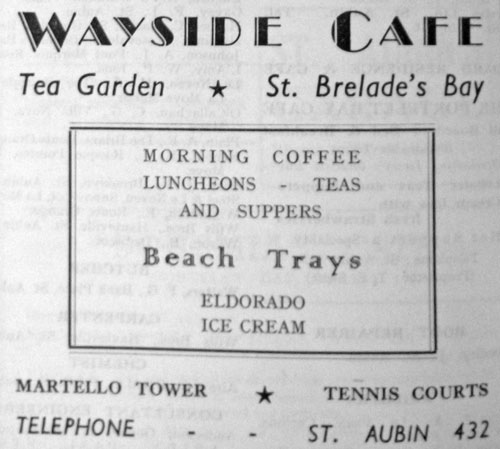 WAYSIDE CAFE
Tea Garden ★ St. Brelade's Bay
MORNING COFFEE
LUNCHEONS - TEAS
AND SUPPERS
Beach Trays
ELDORADO
ICE CREAM
MARTELLO TOWER ★ TENNIS COURTS
TELEPHONE - - ST. AUBIN 432